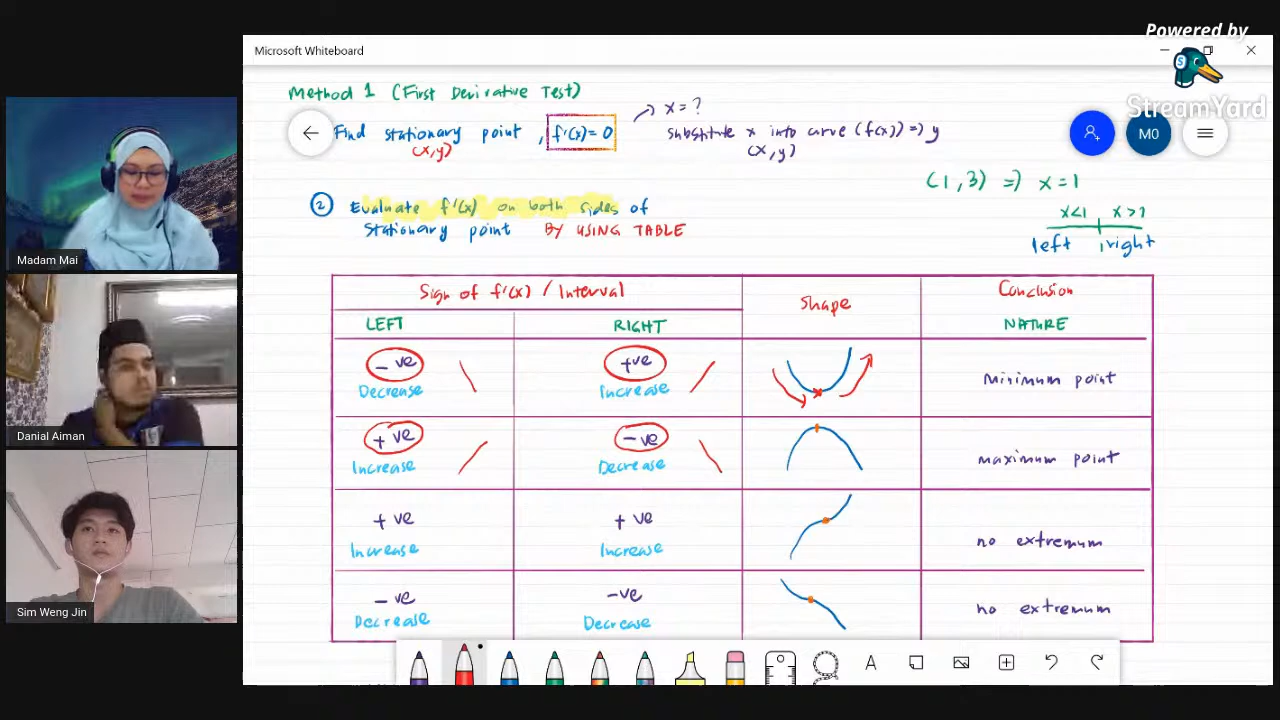 Powered by
StreamYard
Microsoft Whiteboard
Method 1 (First Derivative Test)
Find stationary point , f'(x) = 0
(x,y)
x = ?
substitute x into curve (f(x)) => y
(x,y)
M0
(1,3) => x = 1
x<1 x>1
left right
② Evaluate f'(x) on both sides of
stationary point BY USING TABLE
Sign of f'(x) / Interval
Shape
Conclusion
LEFT RIGHT NATURE
- ve + ve
Decrease Increase
Minimum point
+ ve - ve
Increase Decrease
maximum point
+ ve + ve
Increase Increase
no extremum
- ve - ve
Decrease Decrease
no extremum
A
Madam Mai
Danial Aiman
Sim Weng Jin
S